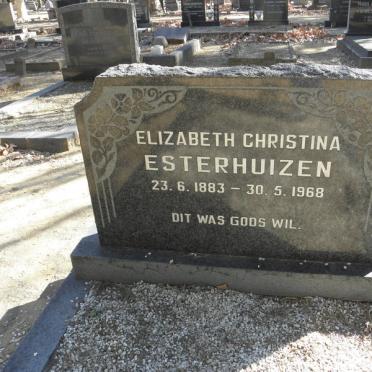 ELIZABETH CHRISTINA
ESTERHUIZEN
23. 6. 1883 – 30. 5. 1968
DIT WAS GODS WIL.